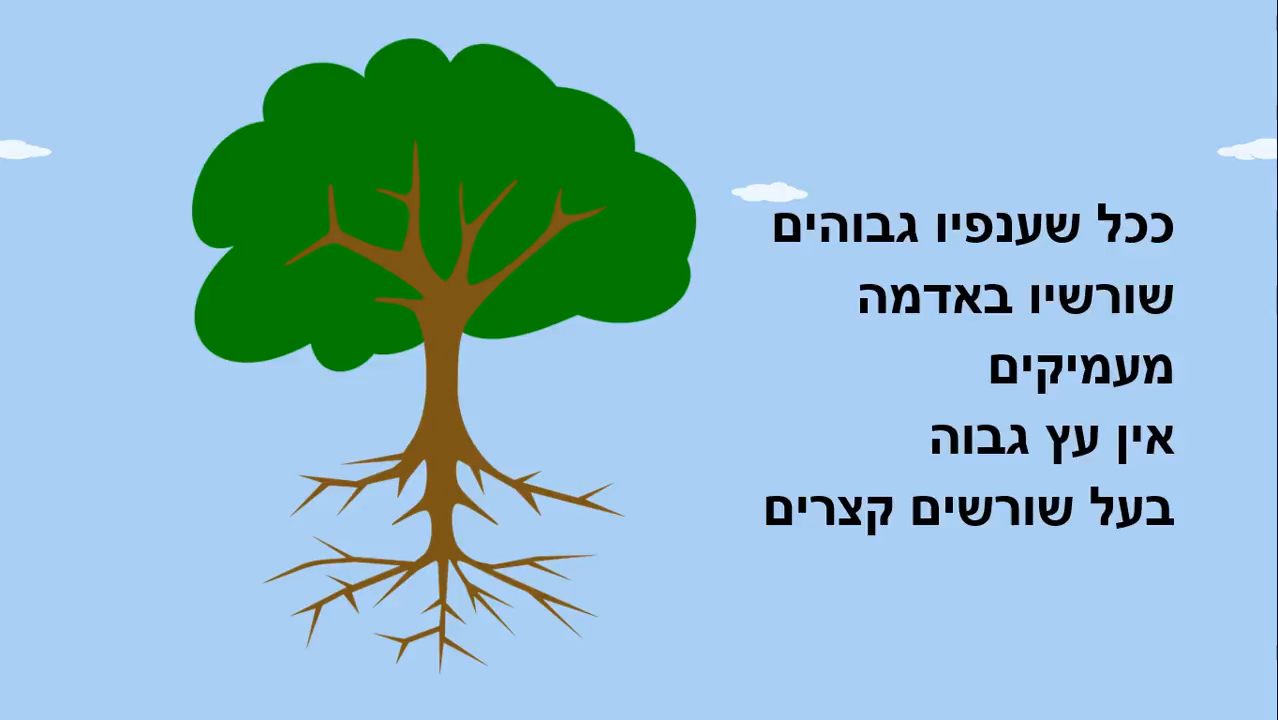 ככל שענפיו גבוהים
שורשיו באדמה
מעמיקים
אין עץ גבוה
בעל שורשים קצרים